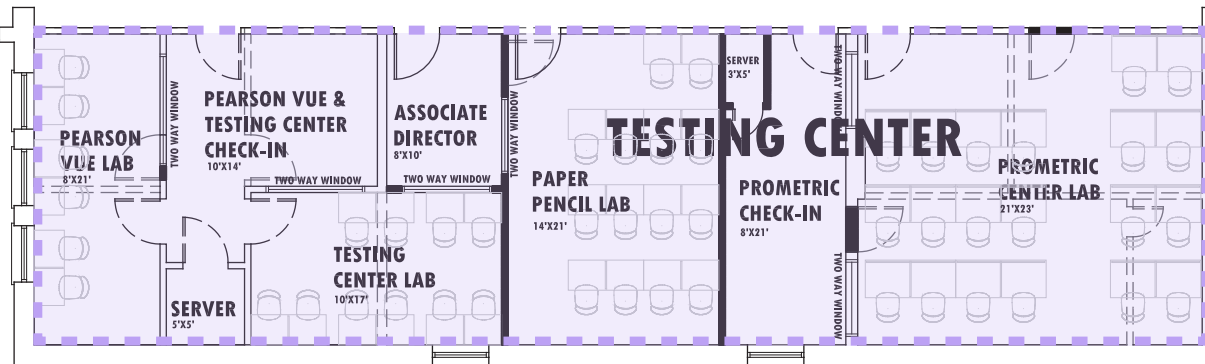 TESTING CENTER
PEARSON
VUE LAB
8'X21'
TWO WAY WINDOW
PEARSON VUE &
TESTING CENTER
CHECK-IN
10'X14'
TWO WAY WINDOW
ASSOCIATE
DIRECTOR
8'X10'
TWO WAY WINDOW
TWO WAY WINDOW
SERVER
5'X5'
TESTING
CENTER LAB
10'X17'
PAPER
PENCIL LAB
14'X21'
SERVER
3'X5'
PROMETRIC
CHECK-IN
8'X21'
TWO WAY WINDOW
TWO WAY WINDOW
PROMETRIC
CENTER LAB
21'X23'